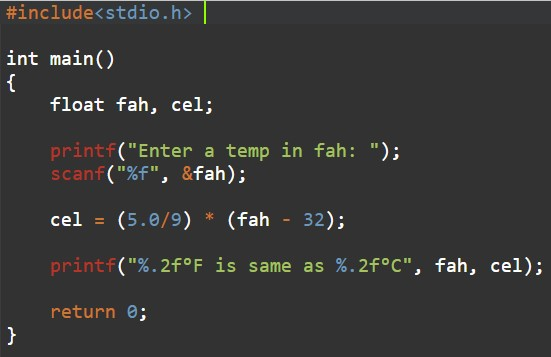 #include<stdio.h>
int main()
{
    float fah, cel;
    printf("Enter a temp in fah: ");
    scanf("%f", &fah);
    cel = (5.0/9) * (fah - 32);
    printf("%.2f°F is same as %.2f°C", fah, cel);
    return 0;
}